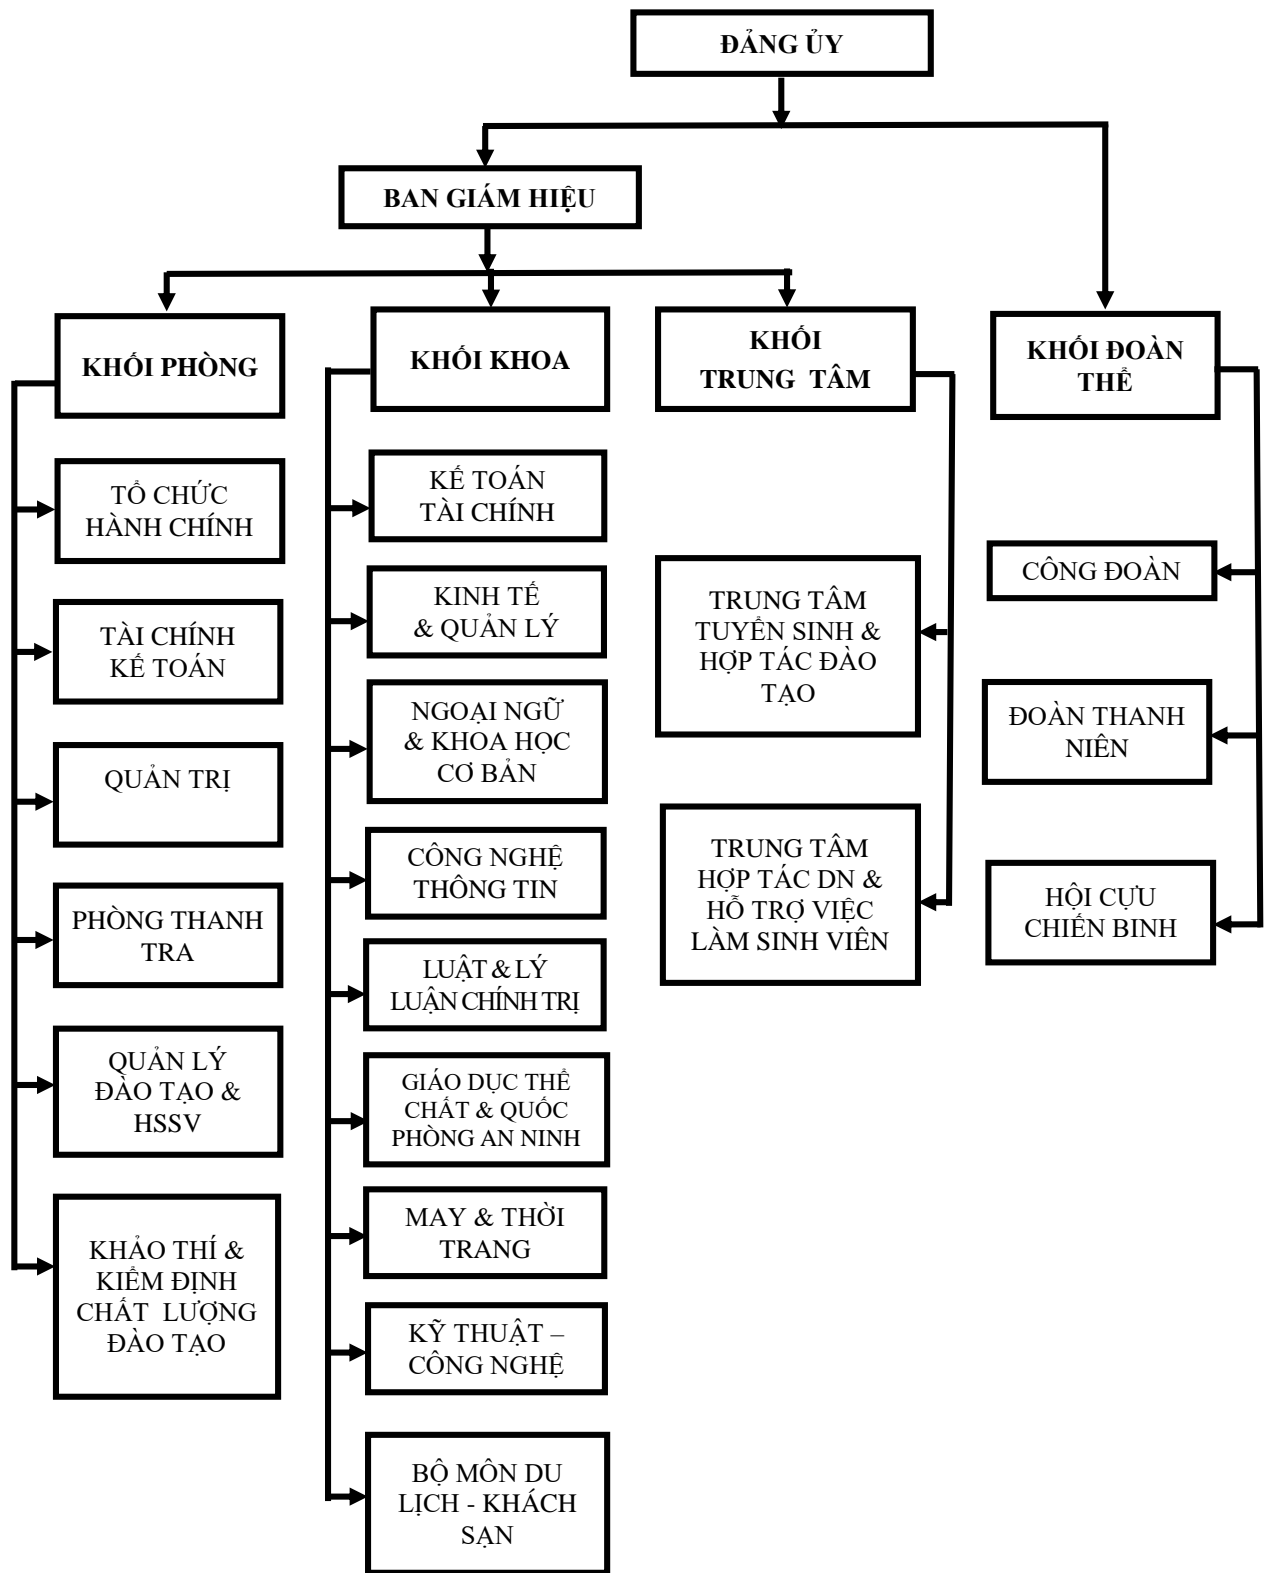 ĐẢNG ỦY
BAN GIÁM HIỆU
KHỐI PHÒNG
KHỐI KHOA
KHỐI
TRUNG TÂM
KHỐI ĐOÀN
THỂ
TỔ CHỨC
HÀNH CHÍNH
TÀI CHÍNH
KẾ TOÁN
QUẢN TRỊ
PHÒNG THANH
TRA
QUẢN LÝ
ĐÀO TẠO &
HSSV
KHẢO THÍ &
KIỂM ĐỊNH
CHẤT LƯỢNG
ĐÀO TẠO
KẾ TOÁN
TÀI CHÍNH
KINH TẾ
& QUẢN LÝ
NGOẠI NGỮ
& KHOA HỌC
CƠ BẢN
CÔNG NGHỆ
THÔNG TIN
LUẬT & LÝ
LUẬN CHÍNH TRỊ
GIÁO DỤC THỂ
CHẤT & QUỐC
PHÒNG AN NINH
MAY & THỜI
TRANG
KỸ THUẬT –
CÔNG NGHỆ
BỘ MÔN DU
LỊCH - KHÁCH
SẠN
TRUNG TÂM
TUYỂN SINH &
HỢP TÁC ĐÀO
TẠO
TRUNG TÂM
HỢP TÁC DN &
HỖ TRỢ VIỆC
LÀM SINH VIÊN
CÔNG ĐOÀN
ĐOÀN THANH
NIÊN
HỘI CỰU
CHIẾN BINH